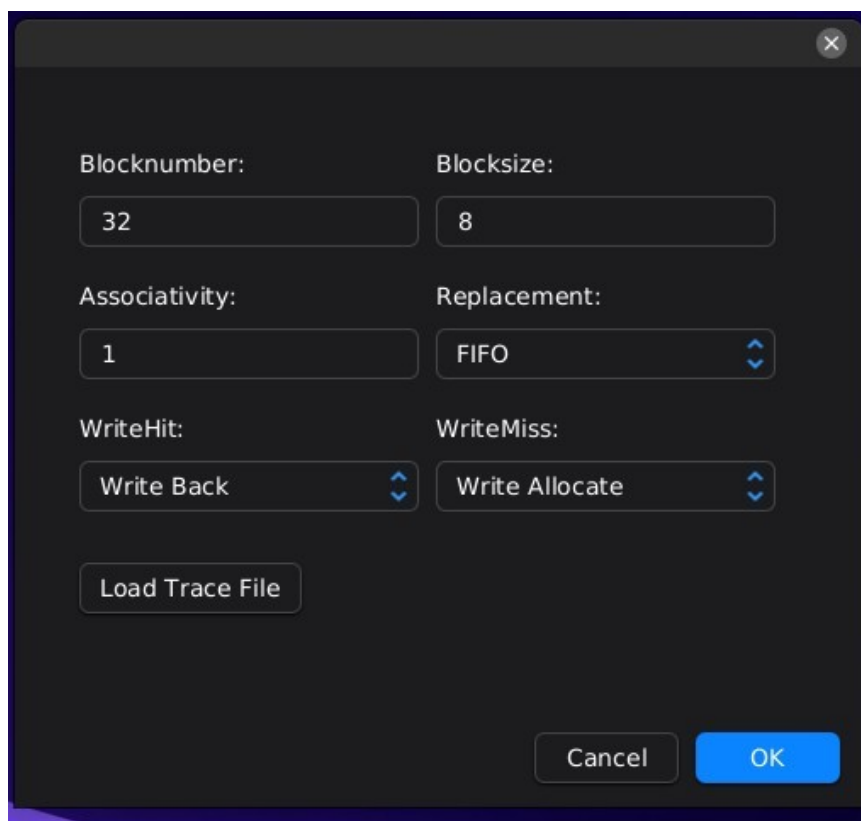 Blocknumber: Blocksize:
32 8
Associativity: Replacement:
1 FIFO
WriteHit: WriteMiss:
Write Back Write Allocate
Load Trace File
Cancel OK